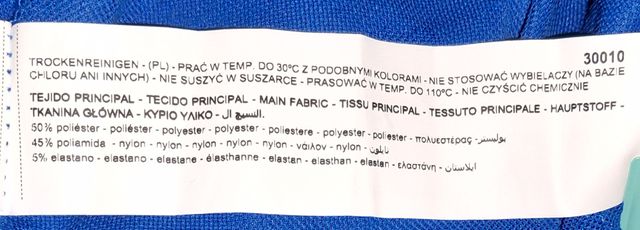 30010
TROCKENREINIGEN - (PL) - PRAĆ W TEMP. DO 30°C Z PODOBNYMI KOLORAMI - NIE STOSOWAĆ WYBIELACZY (NA BAZIE
CHLORU ANI INNYCH) - NIE SUSZYĆ W SUSZARCE - PRASOWAĆ W TEMP. DO 110°C - NIE CZYŚCIĆ CHEMICZNIE
TEJIDO PRINCIPAL - TECIDO PRINCIPAL - MAIN FABRIC - TISSU PRINCIPAL - TESSUTO PRINCIPALE - HAUPTSTOFF -
TKANINA GŁÓWNA - ΚΥΡΙΟ ΥΛΙΚΟ - النسيج ال.
50% poliéster - poliéster - polyester - polyester - poliestere - polyester - poliester - πολυεστέρας - بوليستر
45% poliamida - nylon - nylon - nylon - nylon - nylon - νάιλον - nylon - نايلون
5% elastano - elastano - elastane - élasthanne - elastan - elasthan - elastan - ελαστάνη - ايلاستان